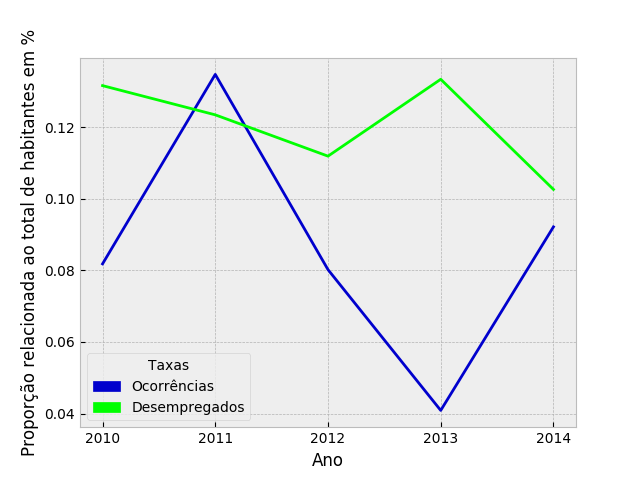 Proporção relacionada ao total de habitantes em %
0.12
0.10
0.08
0.06
0.04
Taxas
Ocorrências
Desempregados
2010 2011 2012 2013 2014
Ano